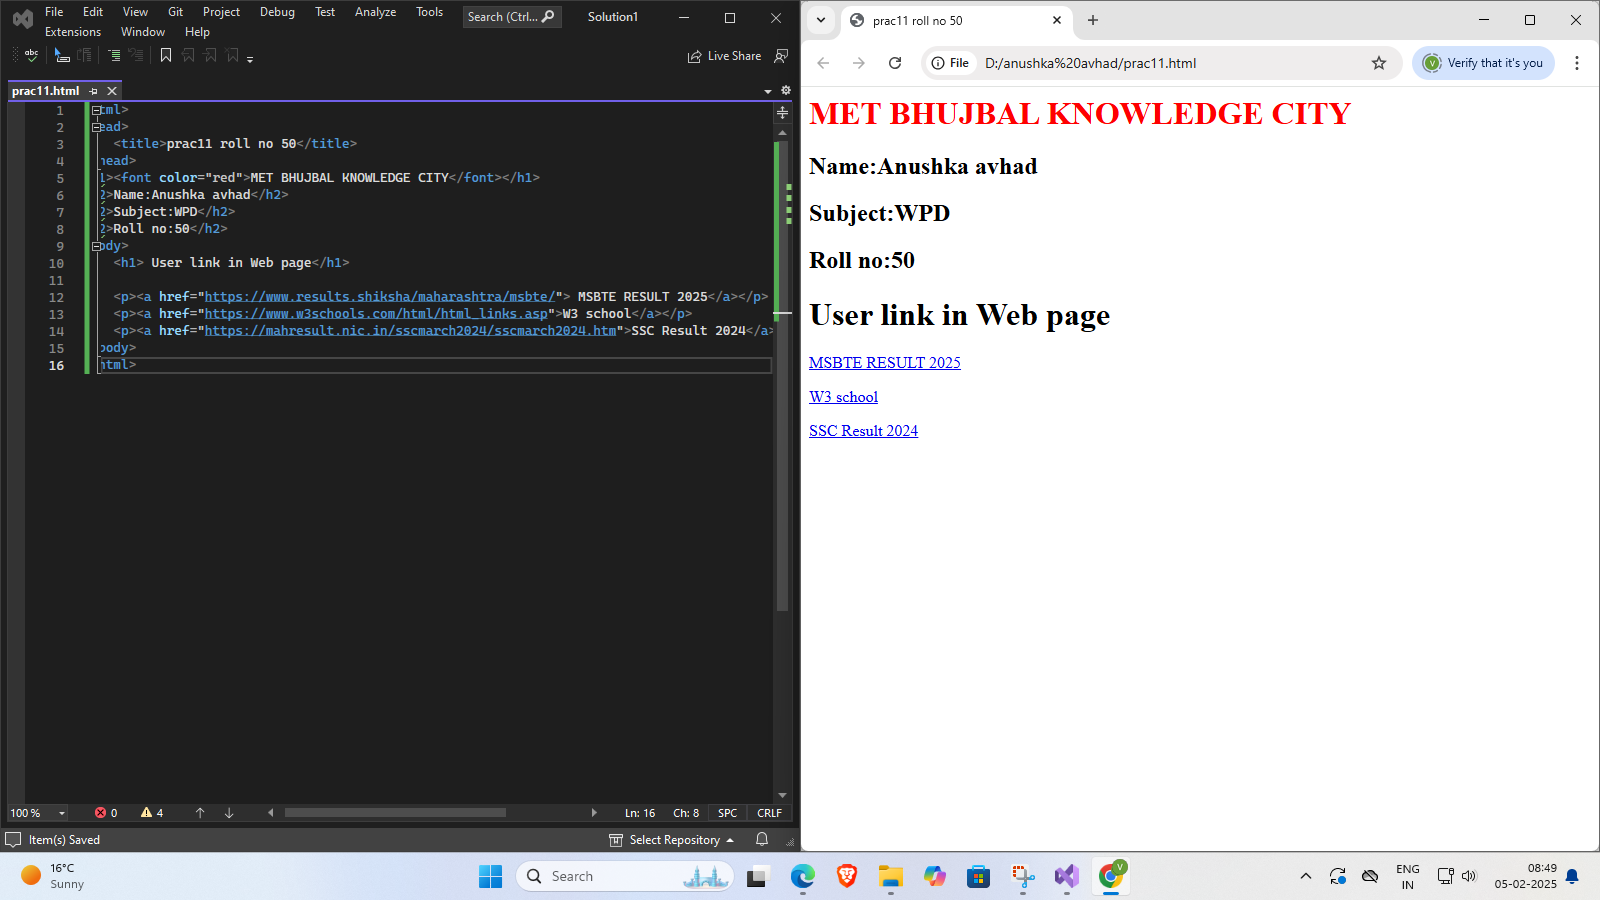 File Edit View Git Project Debug Test Analyze Tools Search (Ctrl... Solution1
Extensions Window Help
abc Live Share
prac11.html
1 tml>
2 ead>
3 <title>prac11 roll no 50</title>
4 head>
5 1><font color="red">MET BHUJBAL KNOWLEDGE CITY</font></h1>
6 2>Name:Anushka avhad</h2>
7 2>Subject:WPD</h2>
8 2>Roll no:50</h2>
9 ody>
10 <h1> User link in Web page</h1>
11
12 <p><a href="https://www.results.shiksha/maharashtra/msbte/"> MSBTE RESULT 2025</a></p>
13 <p><a href="https://www.w3schools.com/html/html_links.asp">W3 school</a></p>
14 <p><a href="https://mahresult.nic.in/sscmarch2024/sscmarch2024.htm">SSC Result 2024</a>
15 body>
16 html>
100 % 0 4 Ln: 16 Ch: 8 SPC CRLF
Item(s) Saved Select Repository
prac11 roll no 50
File D:/anushka%20avhad/prac11.html Verify that it's you
MET BHUJBAL KNOWLEDGE CITY
Name:Anushka avhad
Subject:WPD
Roll no:50
User link in Web page
MSBTE RESULT 2025
W3 school
SSC Result 2024
16°C
Sunny
Search
V
ENG
IN
08:49
05-02-2025